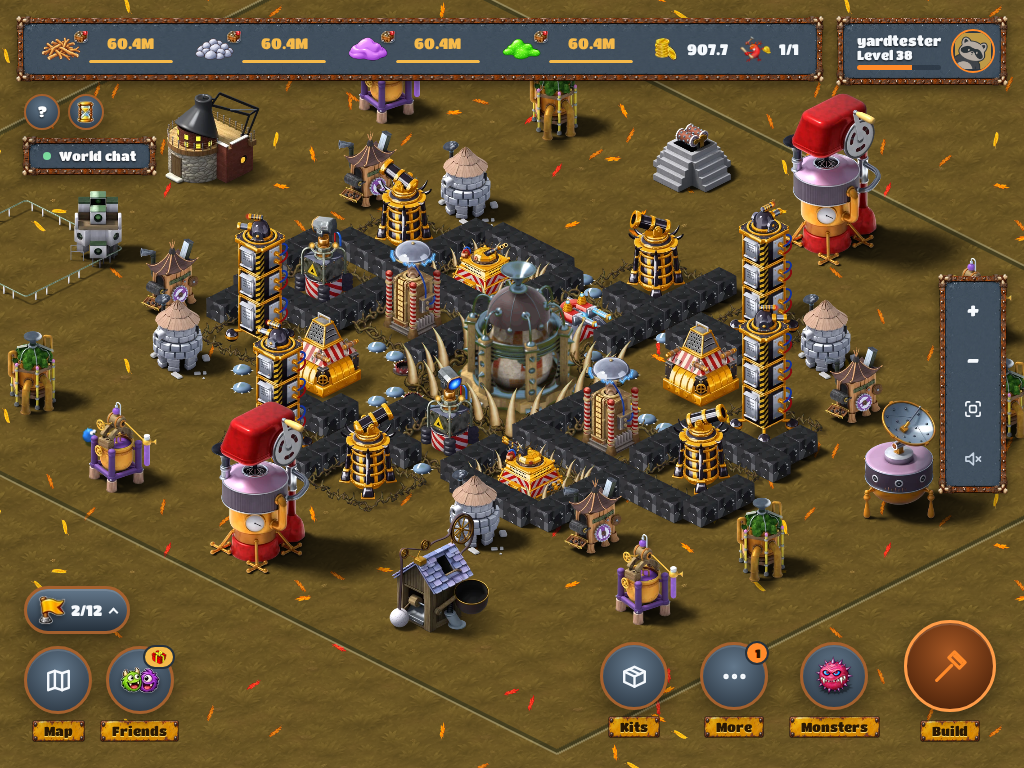 60.4M
60.4M
60.4M
60.4M
907.7
1/1
yardtester
Level 38
?
World chat
2/12
1
Map
Friends
Kits
More
Monsters
Build